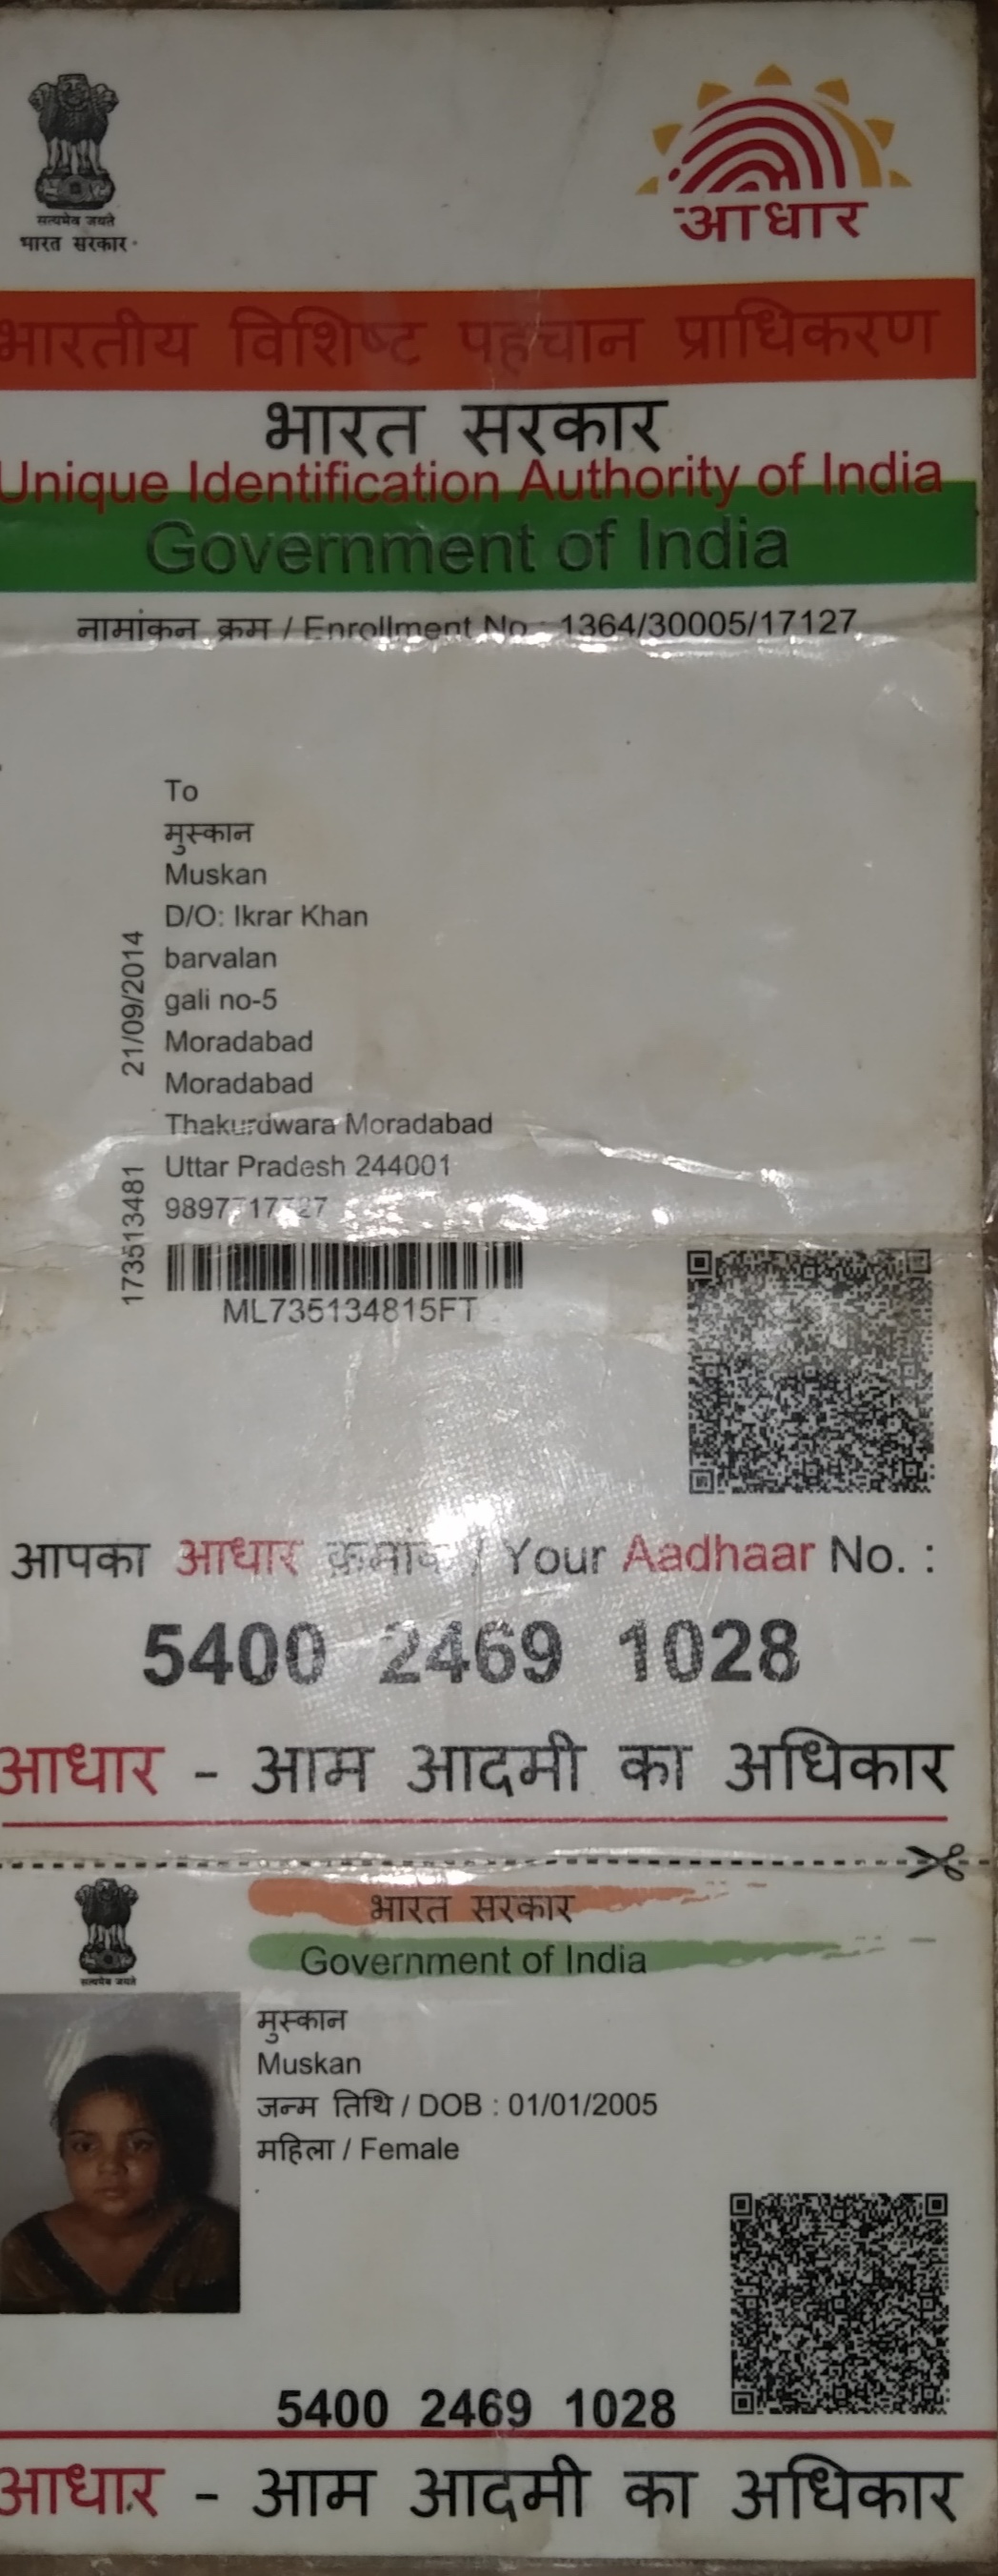 सत्यमेव जयते
भारत सरकार
आधार
भारतीय विशिष्ट पहचान प्राधिकरण
भारत सरकार
Unique Identification Authority of India
Government of India
नामांकन क्रम / Enrollment No.: 1364/30005/17127
To
मुस्कान
Muskan
D/O: Ikrar Khan
barvalan
gali no-5
Moradabad
Moradabad
Thakurdwara Moradabad
Uttar Pradesh 244001
21/09/2014
173513481
ML735134815FT
आपका आधार क्रमांक / Your Aadhaar No. :
5400 2469 1028
आधार - आम आदमी का अधिकार
सत्यमेव जयते
भारत सरकार
Government of India
मुस्कान
Muskan
जन्म तिथि / DOB : 01/01/2005
महिला / Female
5400 2469 1028
आधार - आम आदमी का अधिकार